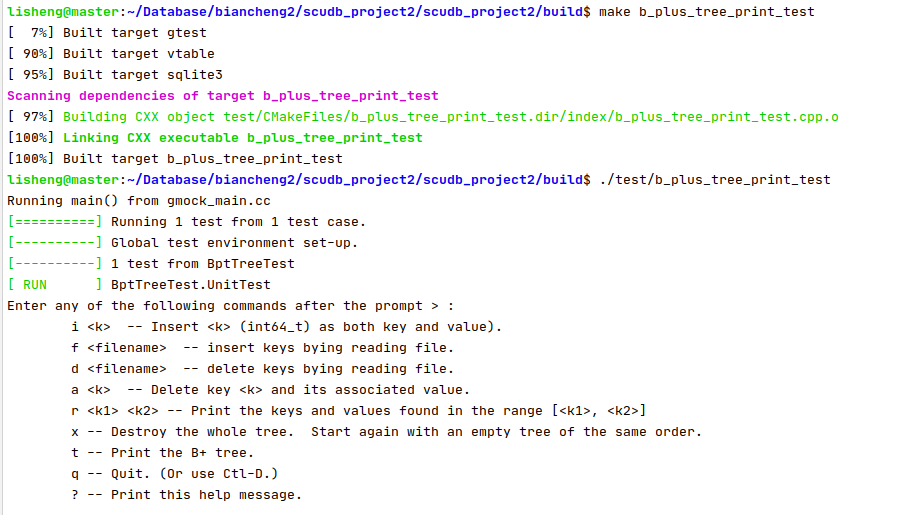 lisheng@master:~/Database/biancheng2/scudb_project2/scudb_project2/build$ make b_plus_tree_print_test
[  7%] Built target gtest
[ 90%] Built target vtable
[ 95%] Built target sqlite3
Scanning dependencies of target b_plus_tree_print_test
[ 97%] Building CXX object test/CMakeFiles/b_plus_tree_print_test.dir/index/b_plus_tree_print_test.cpp.o
[100%] Linking CXX executable b_plus_tree_print_test
[100%] Built target b_plus_tree_print_test
lisheng@master:~/Database/biancheng2/scudb_project2/scudb_project2/build$ ./test/b_plus_tree_print_test
Running main() from gmock_main.cc
[==========] Running 1 test from 1 test case.
[----------] Global test environment set-up.
[----------] 1 test from BptTreeTest
[ RUN      ] BptTreeTest.UnitTest
Enter any of the following commands after the prompt > :
        i <k>  -- Insert <k> (int64_t) as both key and value).
        f <filename>  -- insert keys bying reading file.
        d <filename>  -- delete keys bying reading file.
        a <k>  -- Delete key <k> and its associated value.
        r <k1> <k2> -- Print the keys and values found in the range [<k1>, <k2>]
        x -- Destroy the whole tree.  Start again with an empty tree of the same order.
        t -- Print the B+ tree.
        q -- Quit. (Or use Ctl-D.)
        ? -- Print this help message.